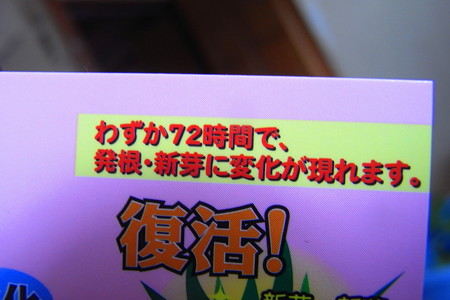 わずか72時間で、
発根・新芽に変化が現れます。
復活!
化